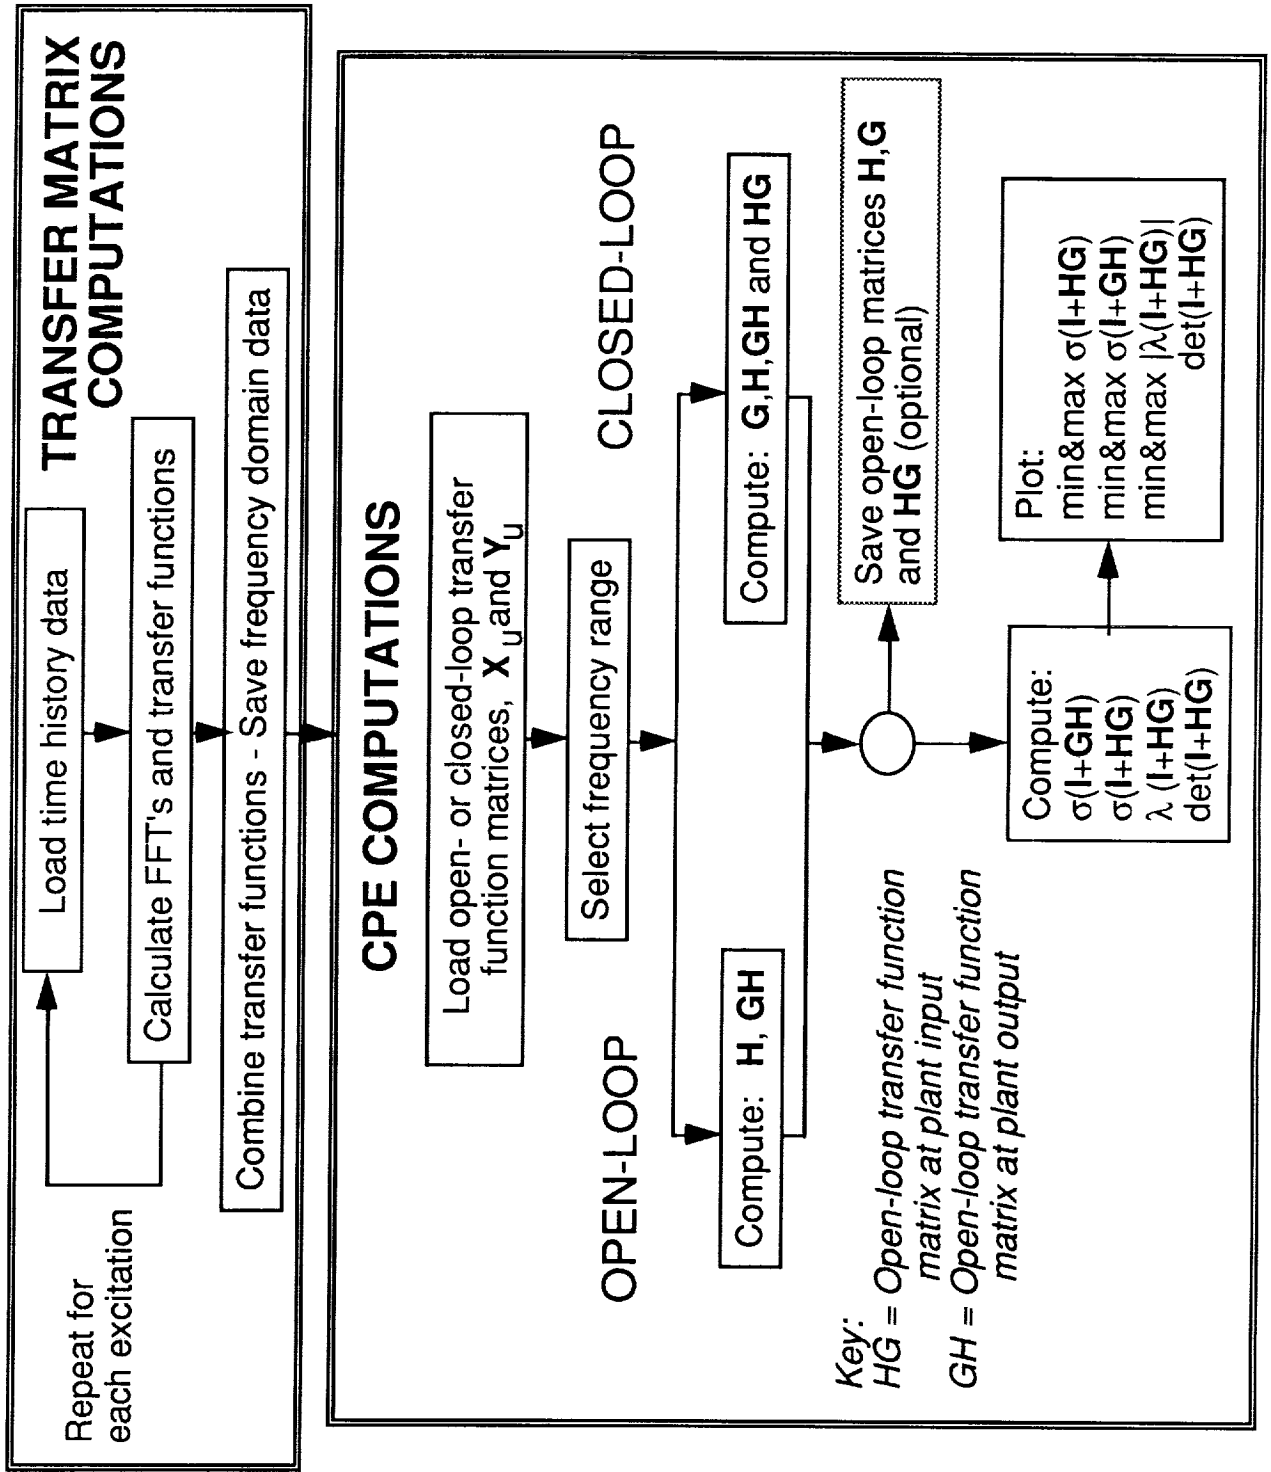 TRANSFER MATRIX
COMPUTATIONS
Load time history data
Repeat for
each excitation
Calculate FFT's and transfer functions
Combine transfer functions - Save frequency domain data
CPE COMPUTATIONS
Load open- or closed-loop transfer
function matrices, X_u and Y_u
Select frequency range
OPEN-LOOP
CLOSED-LOOP
Compute: H, GH
Compute: G,H,GH and HG
Save open-loop matrices H,G
and HG (optional)
Key:
HG = Open-loop transfer function
matrix at plant input
GH = Open-loop transfer function
matrix at plant output
Compute:
σ(I+GH)
σ(I+HG)
λ (I+HG)
det(I+HG)
Plot:
min&max σ(I+HG)
min&max σ(I+GH)
min&max |λ(I+HG)|
det(I+HG)